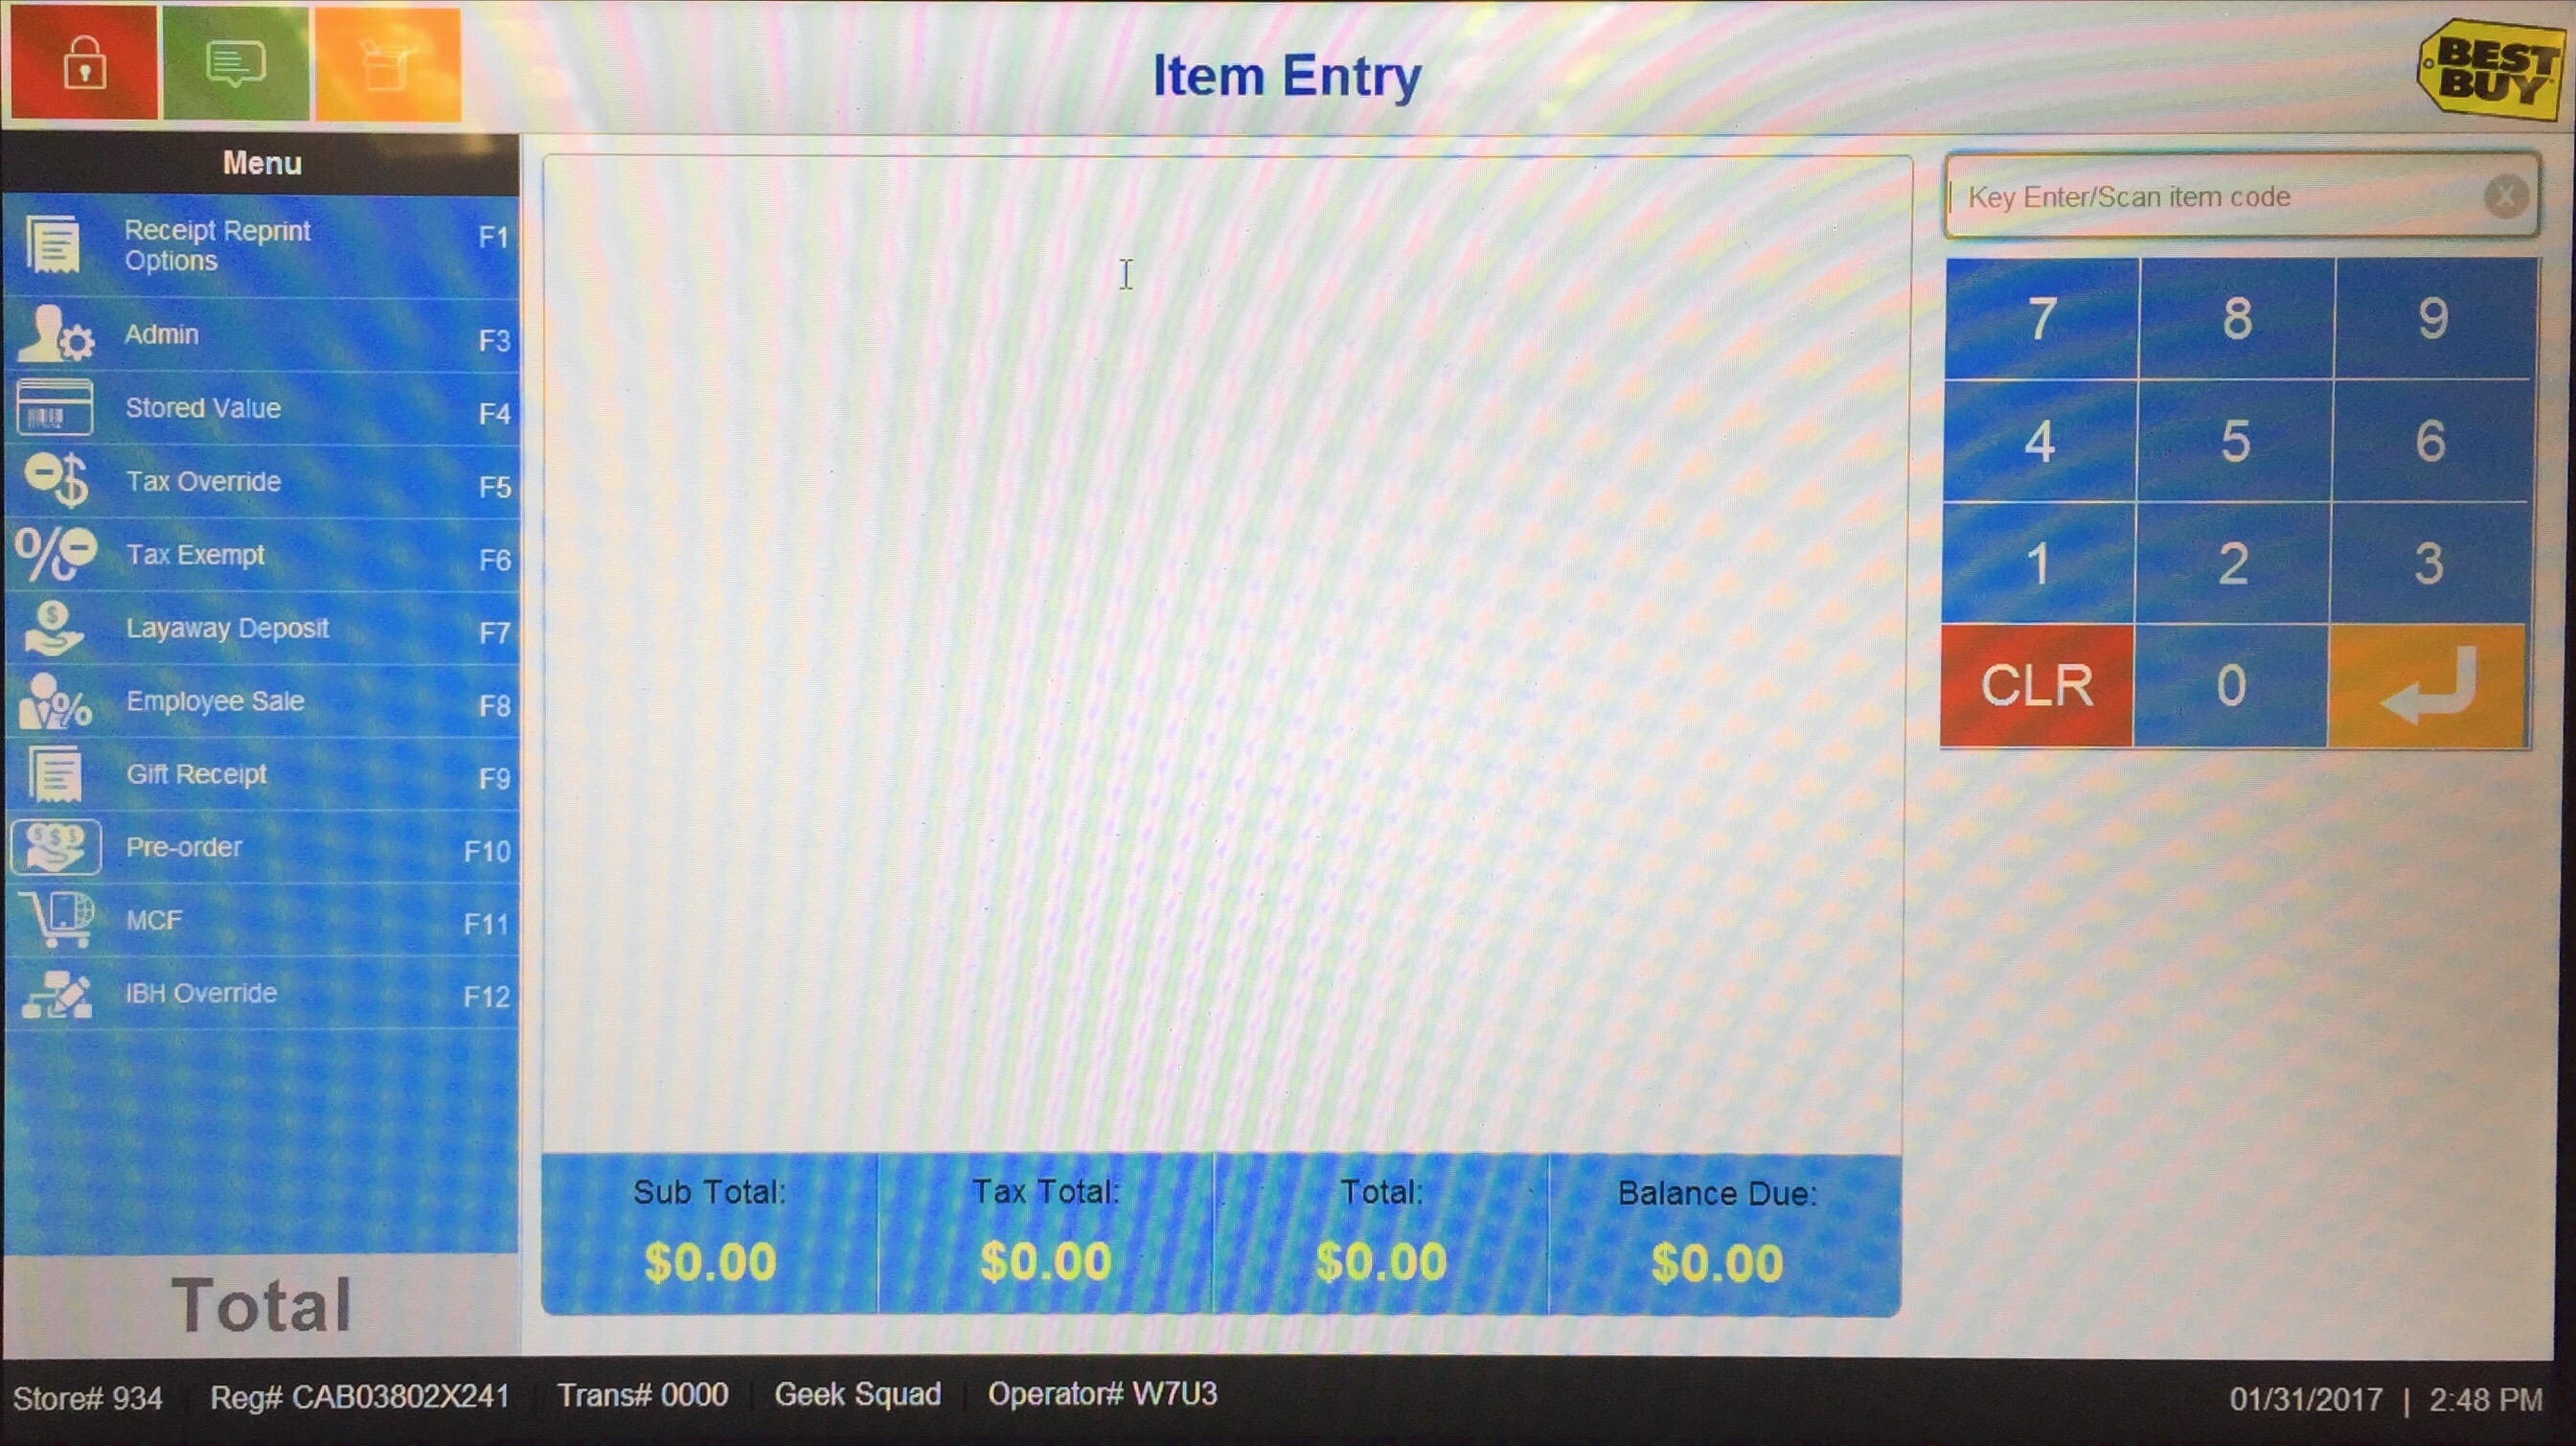 Item Entry
BEST
BUY
Menu
Receipt Reprint
Options
F1
Admin
F3
Stored Value
F4
Tax Override
F5
Tax Exempt
F6
Layaway Deposit
F7
Employee Sale
F8
Gift Receipt
F9
Pre-order
F10
MCF
F11
IBH Override
F12
Total
Key Enter/Scan item code
X
7 8 9
4 5 6
1 2 3
CLR 0
Sub Total: Tax Total: Total: Balance Due:
$0.00 $0.00 $0.00 $0.00
Store# 934 Reg# CAB03802X241 Trans# 0000 Geek Squad Operator# W7U3 01/31/2017 | 2:48 PM